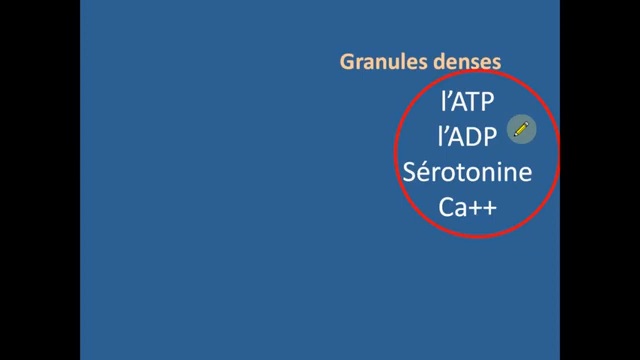 Granules denses
l’ATP
l’ADP
Sérotonine
Ca++